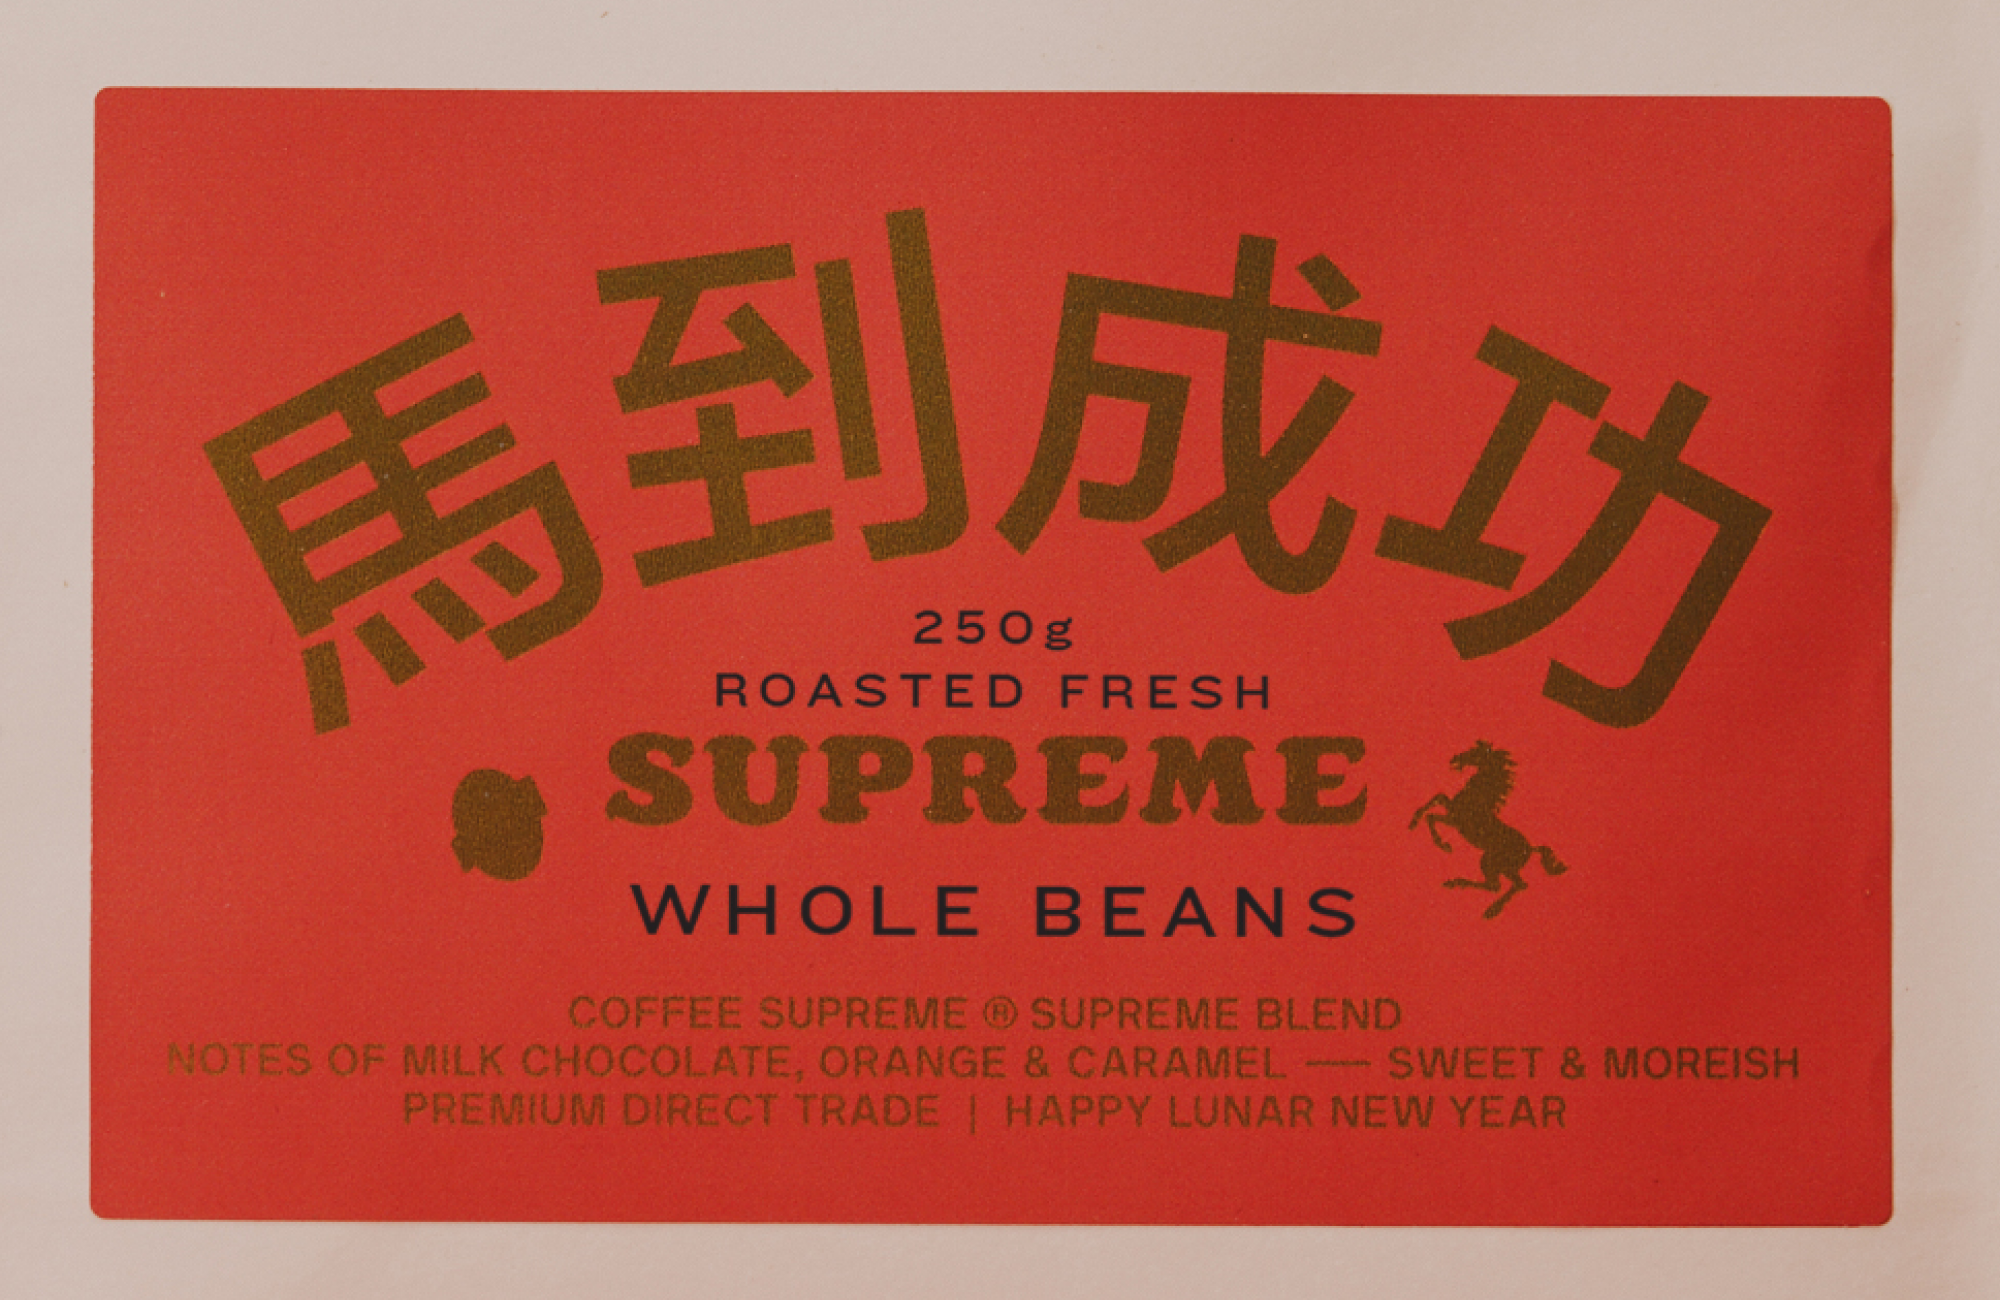 馬到成功
250g
ROASTED FRESH
SUPREME
WHOLE BEANS
COFFEE SUPREME ® SUPREME BLEND
NOTES OF MILK CHOCOLATE, ORANGE & CARAMEL — SWEET & MOREISH
PREMIUM DIRECT TRADE | HAPPY LUNAR NEW YEAR